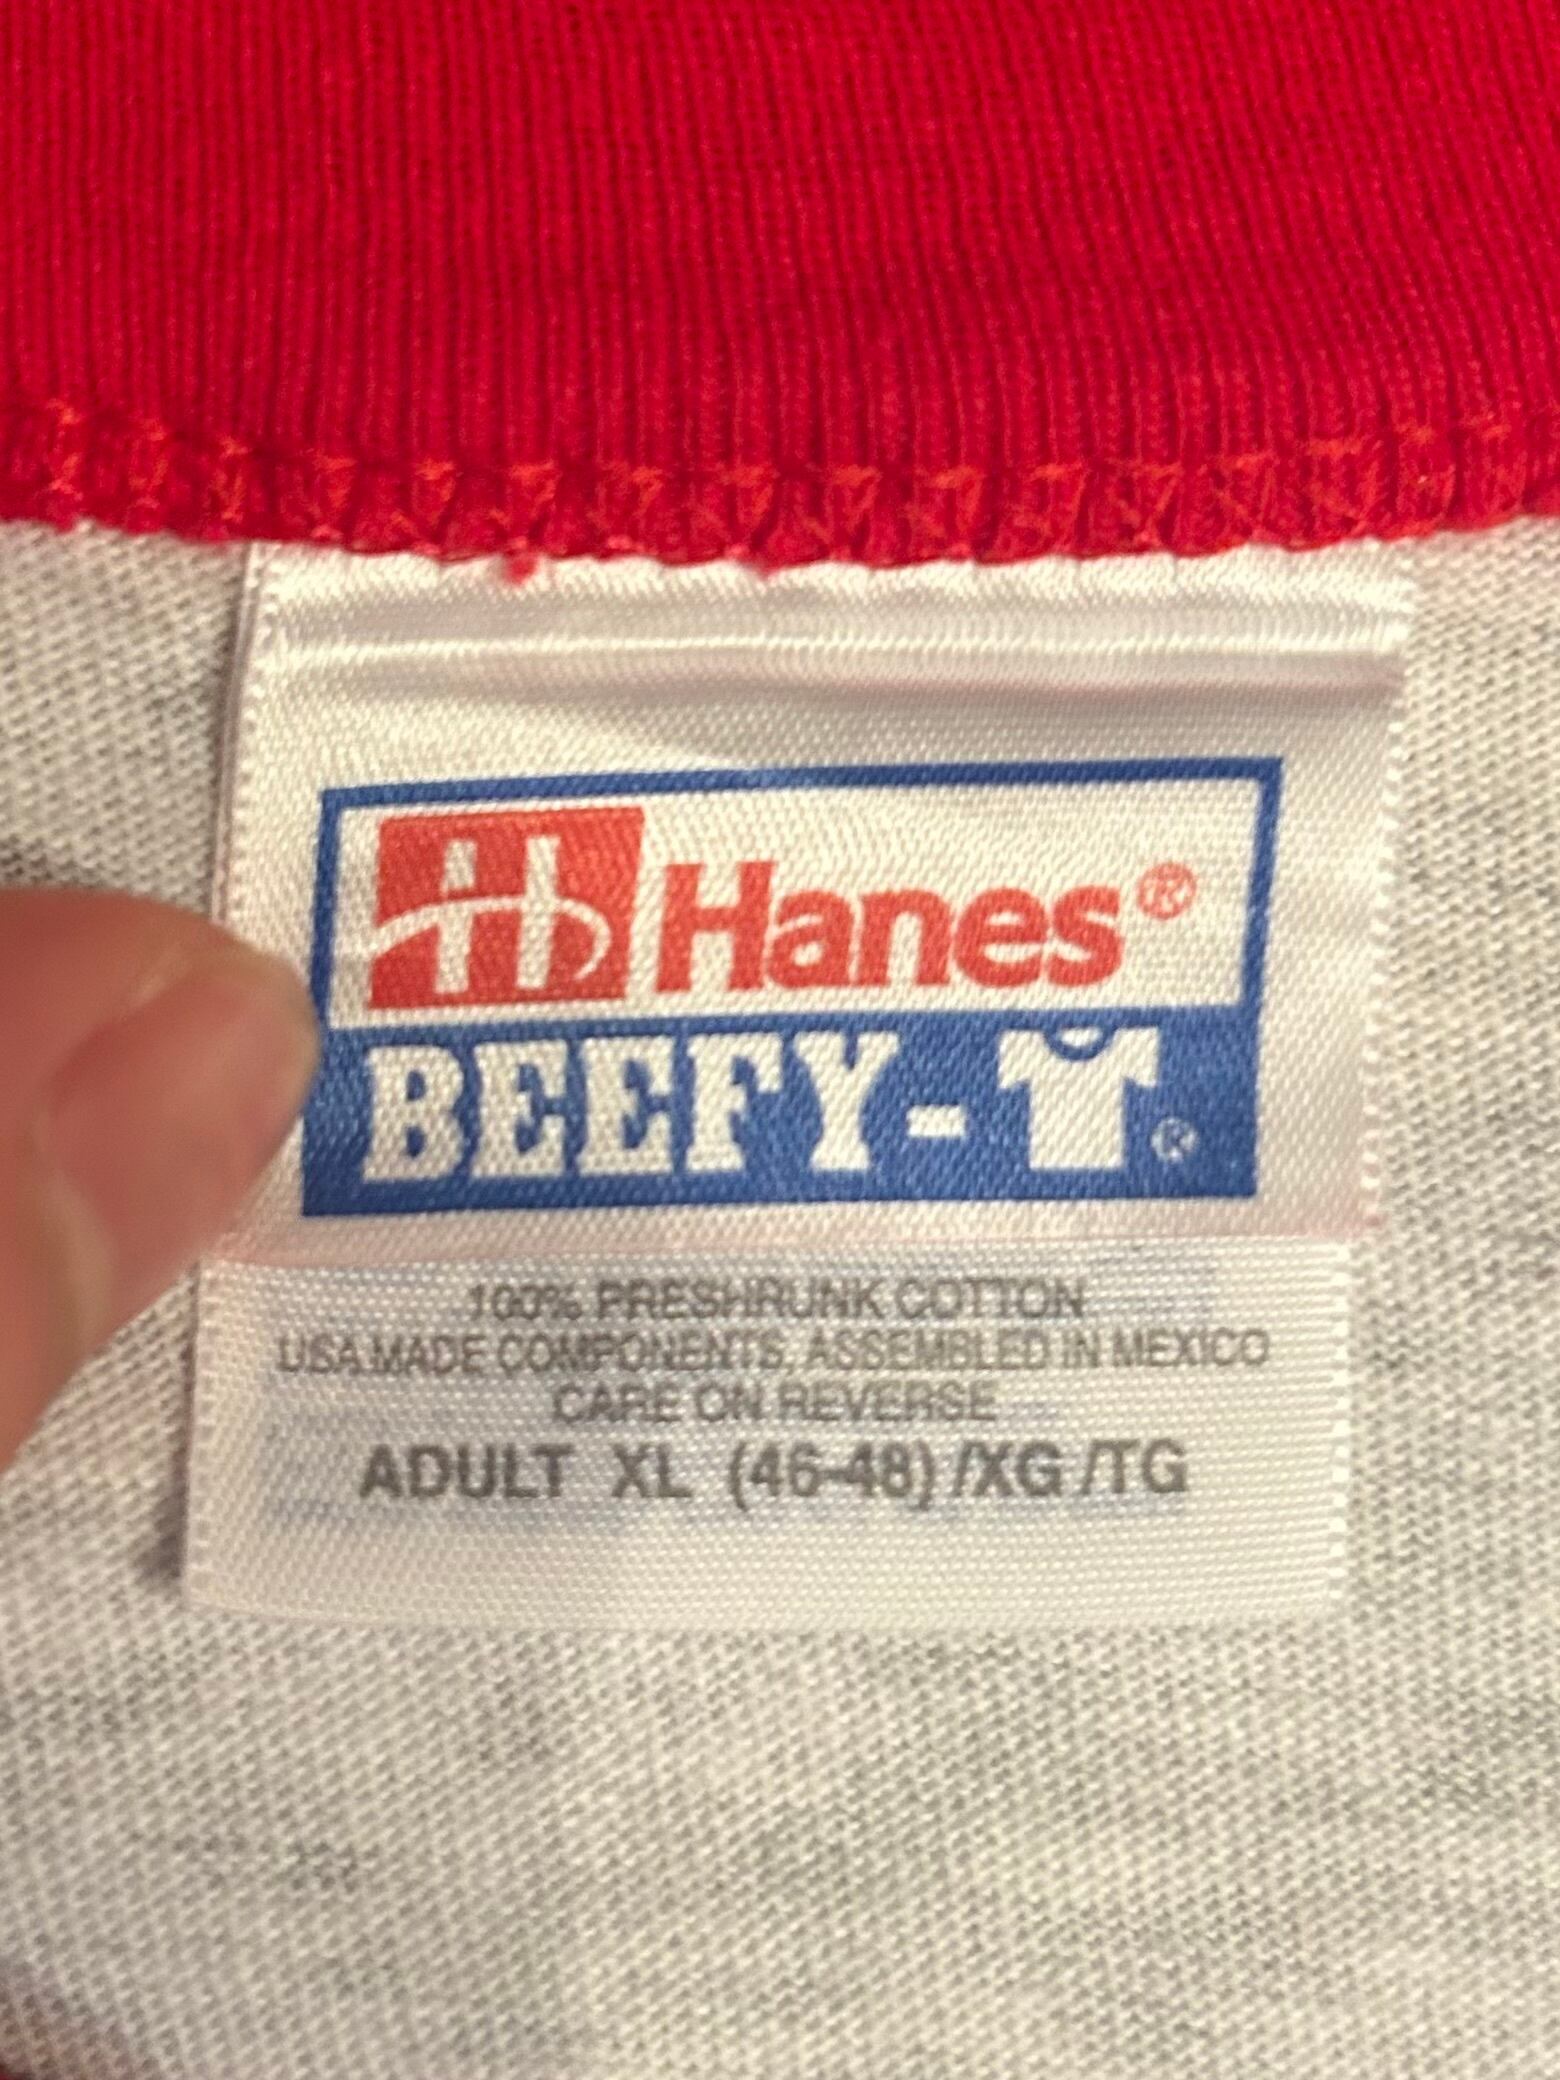 H Hanes®
BEEFY-T®
100% PRESHRUNK COTTON
USA MADE COMPONENTS. ASSEMBLED IN MEXICO
CARE ON REVERSE
ADULT XL (46-48) /XG /TG